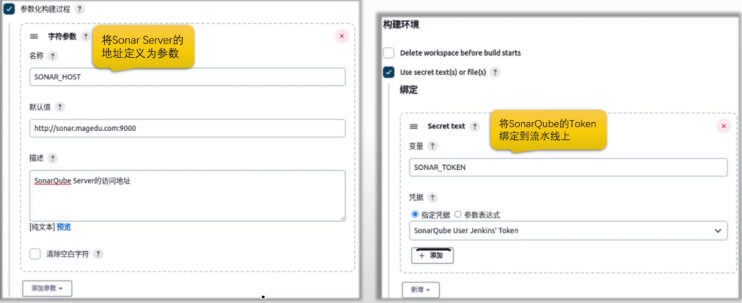 参数化构建过程 ?
字符参数 ?
将Sonar Server的
地址定义为参数
名称
SONAR_HOST
默认值 ?
http://sonar.magedu.com:9000
描述 ?
SonarQube Server的访问地址
[纯文本] 预览
清除空白字符 ?
添加参数
构建环境
Delete workspace before build starts
Use secret text(s) or file(s) ?
绑定
Secret text ?
将SonarQube的Token
绑定到流水线上
变量 ?
SONAR_TOKEN
凭据 ?
指定凭据 参数表达式
SonarQube User Jenkins' Token
添加
新增